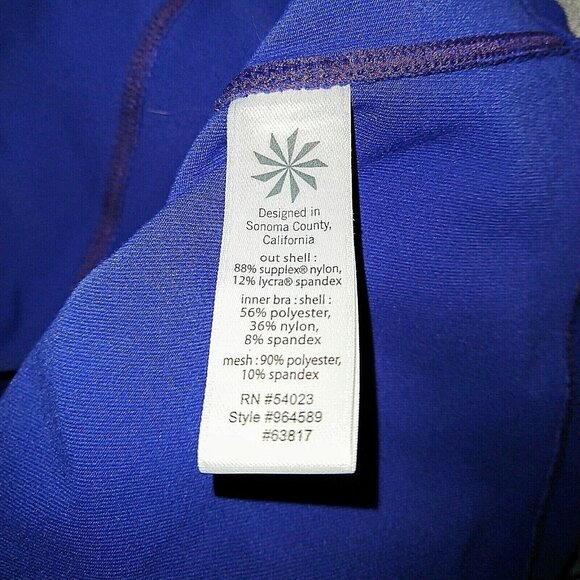 Designed in
Sonoma County,
California
out shell :
88% supplex® nylon,
12% lycra® spandex
inner bra : shell :
56% polyester,
36% nylon,
8% spandex
mesh : 90% polyester,
10% spandex
RN #54023
Style #964589
#63817